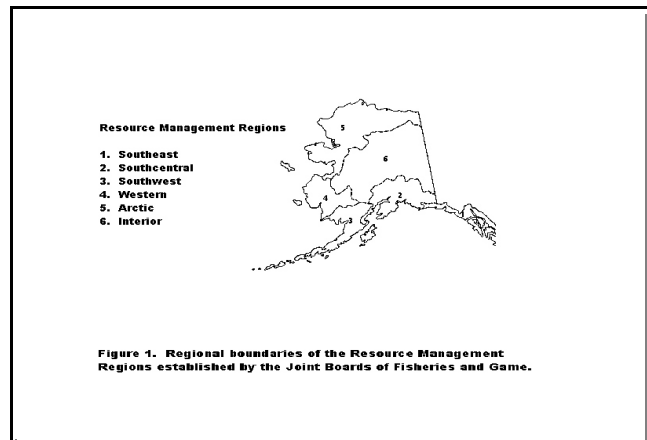 Resource Management Regions
1. Southeast
2. Southcentral
3. Southwest
4. Western
5. Arctic
6. Interior
5
6
2
4
3
Figure 1. Regional boundaries of the Resource Management
Regions established by the Joint Boards of Fisheries and Game.